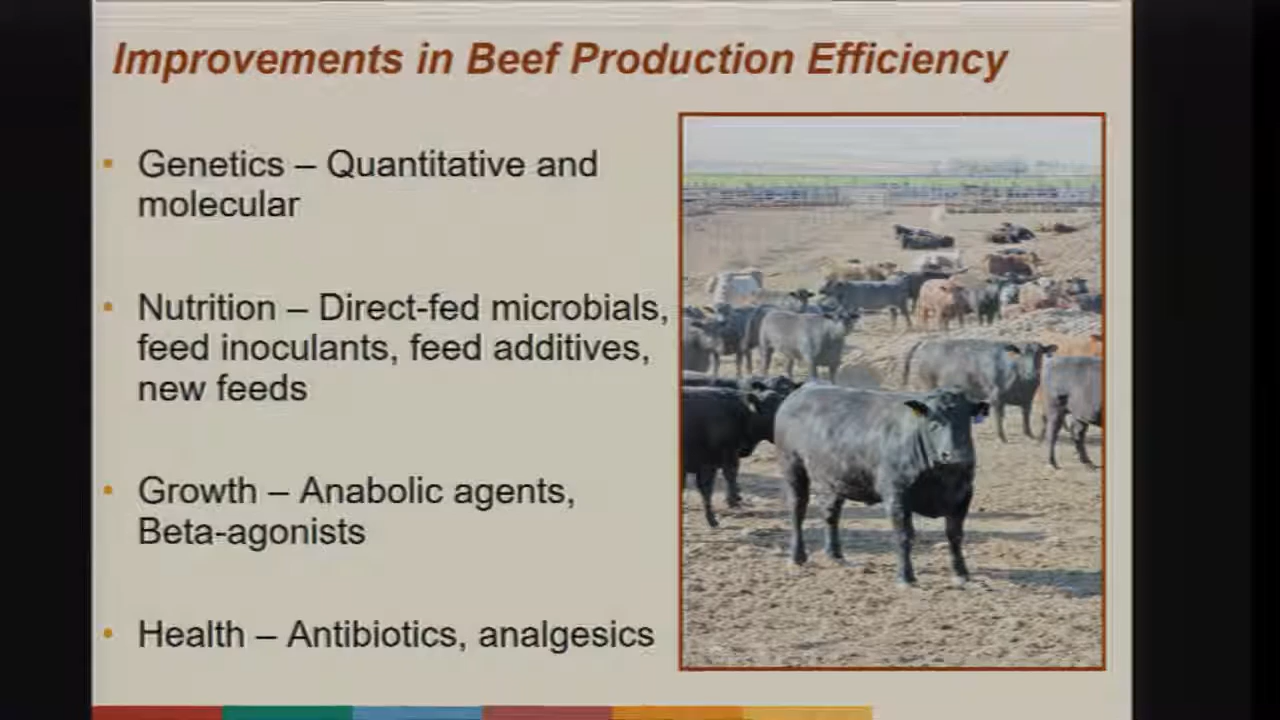 Improvements in Beef Production Efficiency
• Genetics – Quantitative and
molecular
• Nutrition – Direct-fed microbials,
feed inoculants, feed additives,
new feeds
• Growth – Anabolic agents,
Beta-agonists
• Health – Antibiotics, analgesics